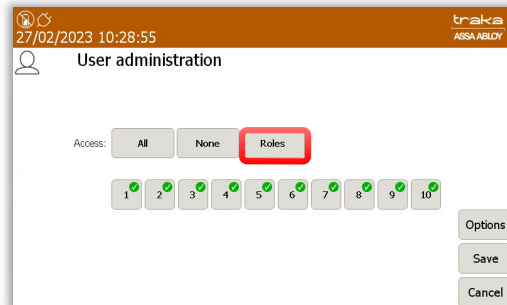 traka
27/02/2023 10:28:55
ASSA ABLOY
User administration
Access: All None Roles
1 2 3 4 5 6 7 8 9 10
Options
Save
Cancel